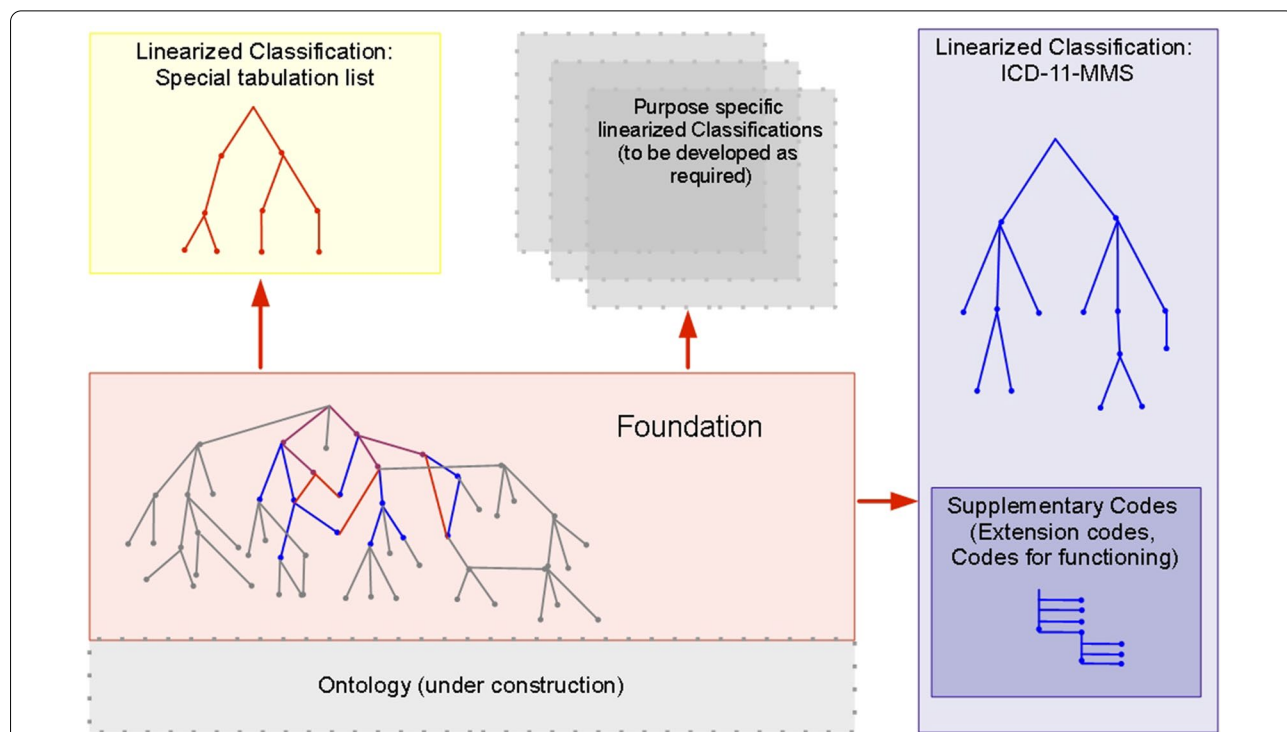 Linearized Classification:
Special tabulation list
Purpose specific
linearized Classifications
(to be developed as
required)
Linearized Classification:
ICD-11-MMS
Foundation
Supplementary Codes
(Extension codes,
Codes for functioning)
Ontology (under construction)